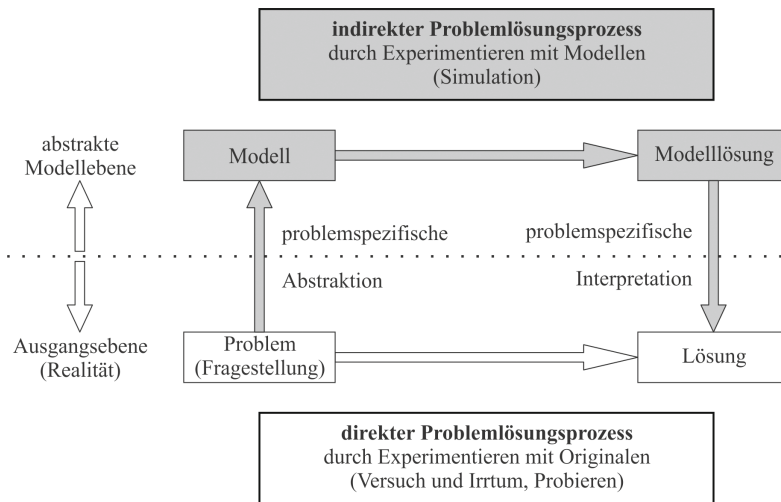 indirekter Problemlösungsprozess
durch Experimentieren mit Modellen
(Simulation)
abstrakte
Modellebene
Modell
Modelllösung
problemspezifische
problemspezifische
Abstraktion
Interpretation
Ausgangsebene
(Realität)
Problem
(Fragestellung)
Lösung
direkter Problemlösungsprozess
durch Experimentieren mit Originalen
(Versuch und Irrtum, Probieren)